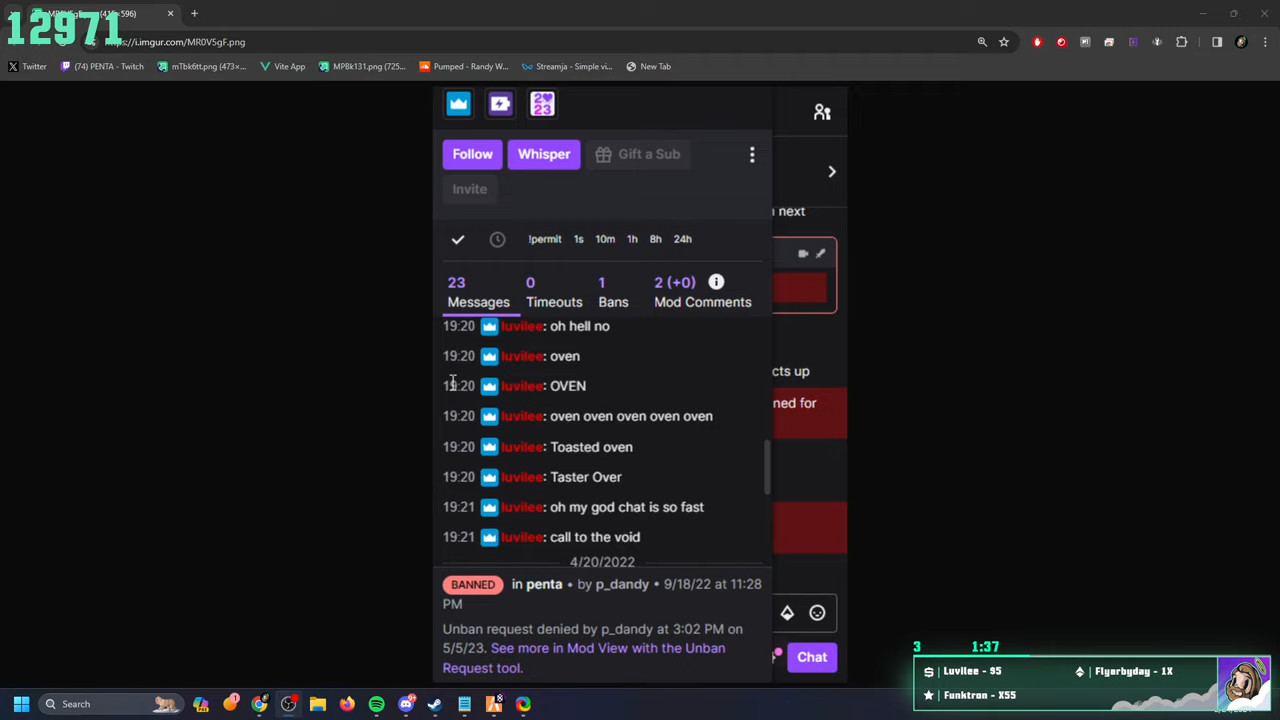 12971
(415×596)
https://i.imgur.com/MR0V5gF.png
Twitter
(74) PENTA - Twitch
mTbk6tt.png (473×...
Vite App
MPBk131.png (725...
Pumped - Randy W...
Streamja - Simple vi...
New Tab
2 23
Follow
Whisper
Gift a Sub
Invite
n next
!permit 1s 10m 1h 8h 24h
23 0 1 2 (+0)
Messages Timeouts Bans Mod Comments
19:20 luvilee: oh hell no
19:20 luvilee: oven
cts up
19:20 luvilee: OVEN
ned for
19:20 luvilee: oven oven oven oven oven
19:20 luvilee: Toasted oven
19:20 luvilee: Taster Over
19:21 luvilee: oh my god chat is so fast
19:21 luvilee: call to the void
4/20/2022
BANNED in penta • by p_dandy • 9/18/22 at 11:28
PM
Unban request denied by p_dandy at 3:02 PM on
5/5/23. See more in Mod View with the Unban
Request tool.
Chat
3 1:37
Luvilee - 95
Flyerbyday - 1X
Funktron - X55
Search